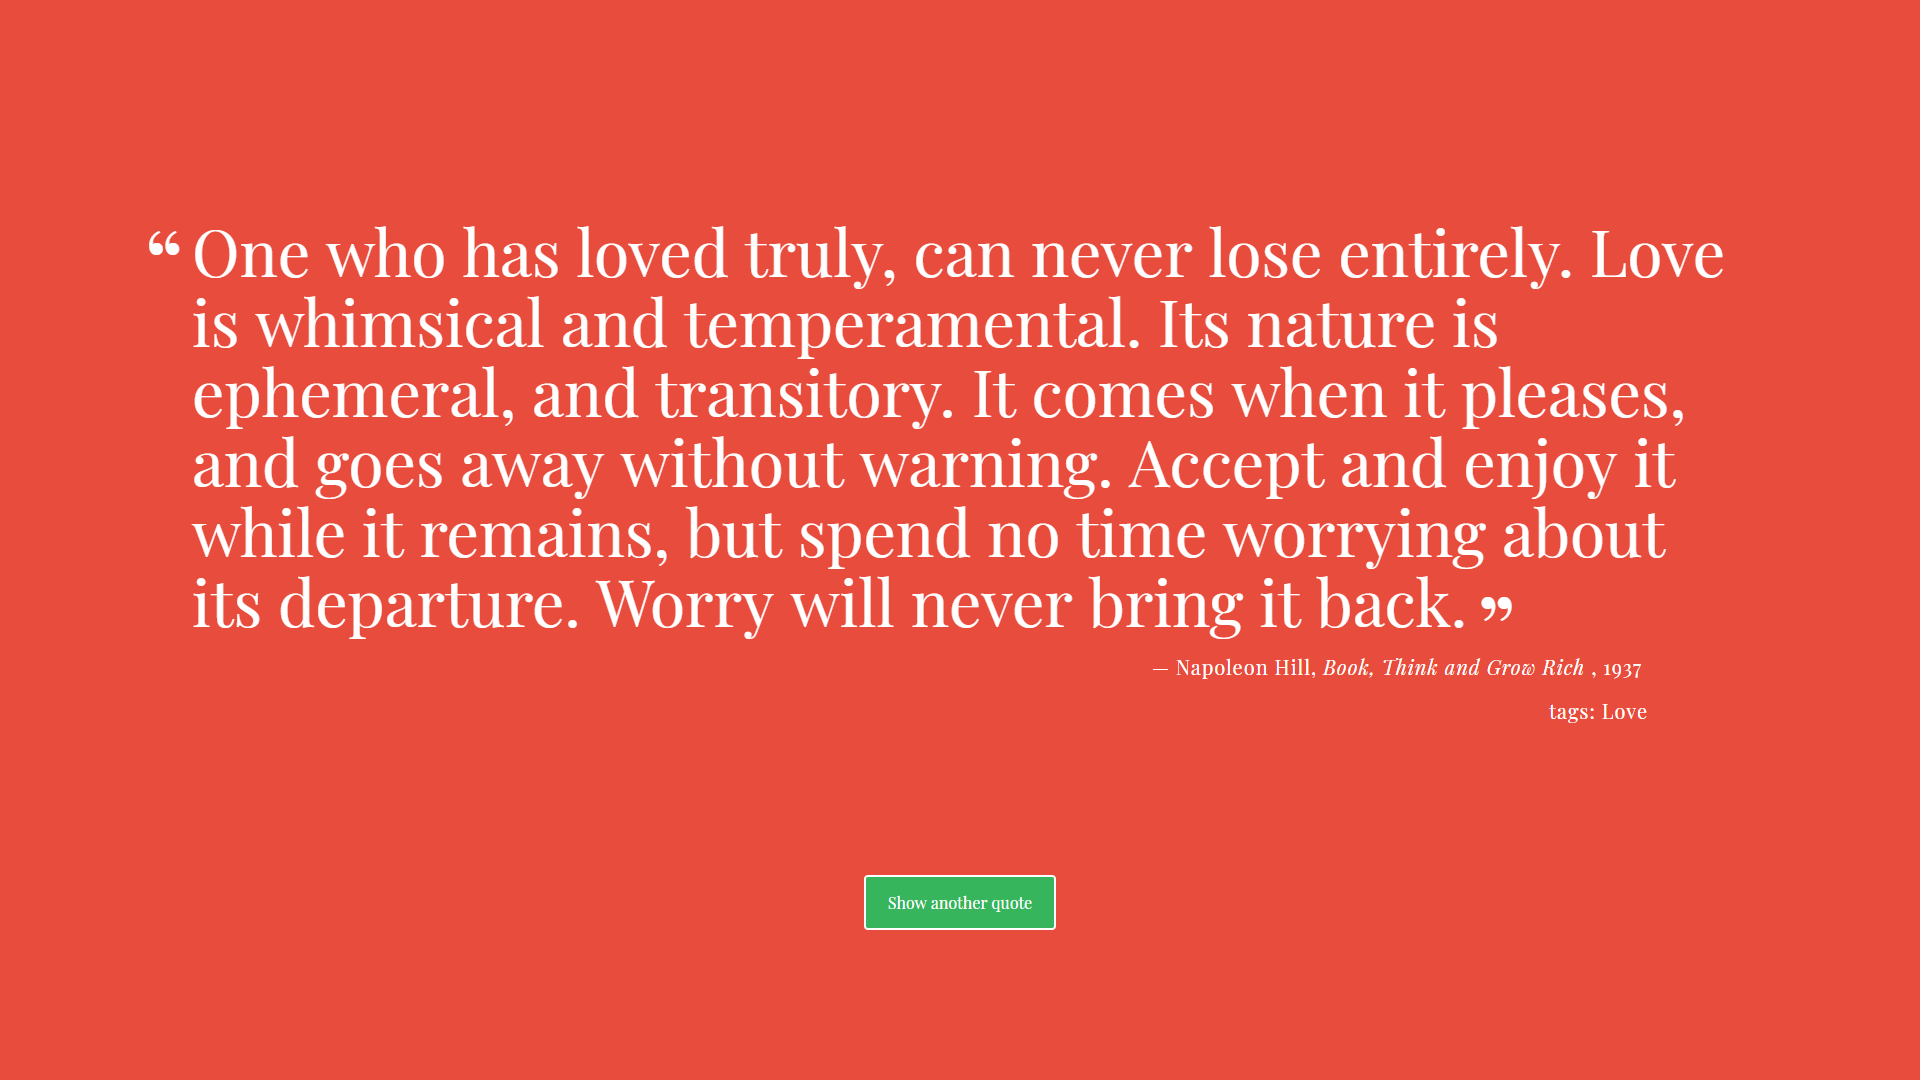 “ One who has loved truly, can never lose entirely. Love
is whimsical and temperamental. Its nature is
ephemeral, and transitory. It comes when it pleases,
and goes away without warning. Accept and enjoy it
while it remains, but spend no time worrying about
its departure. Worry will never bring it back. ”
— Napoleon Hill, Book, Think and Grow Rich , 1937
tags: Love
Show another quote